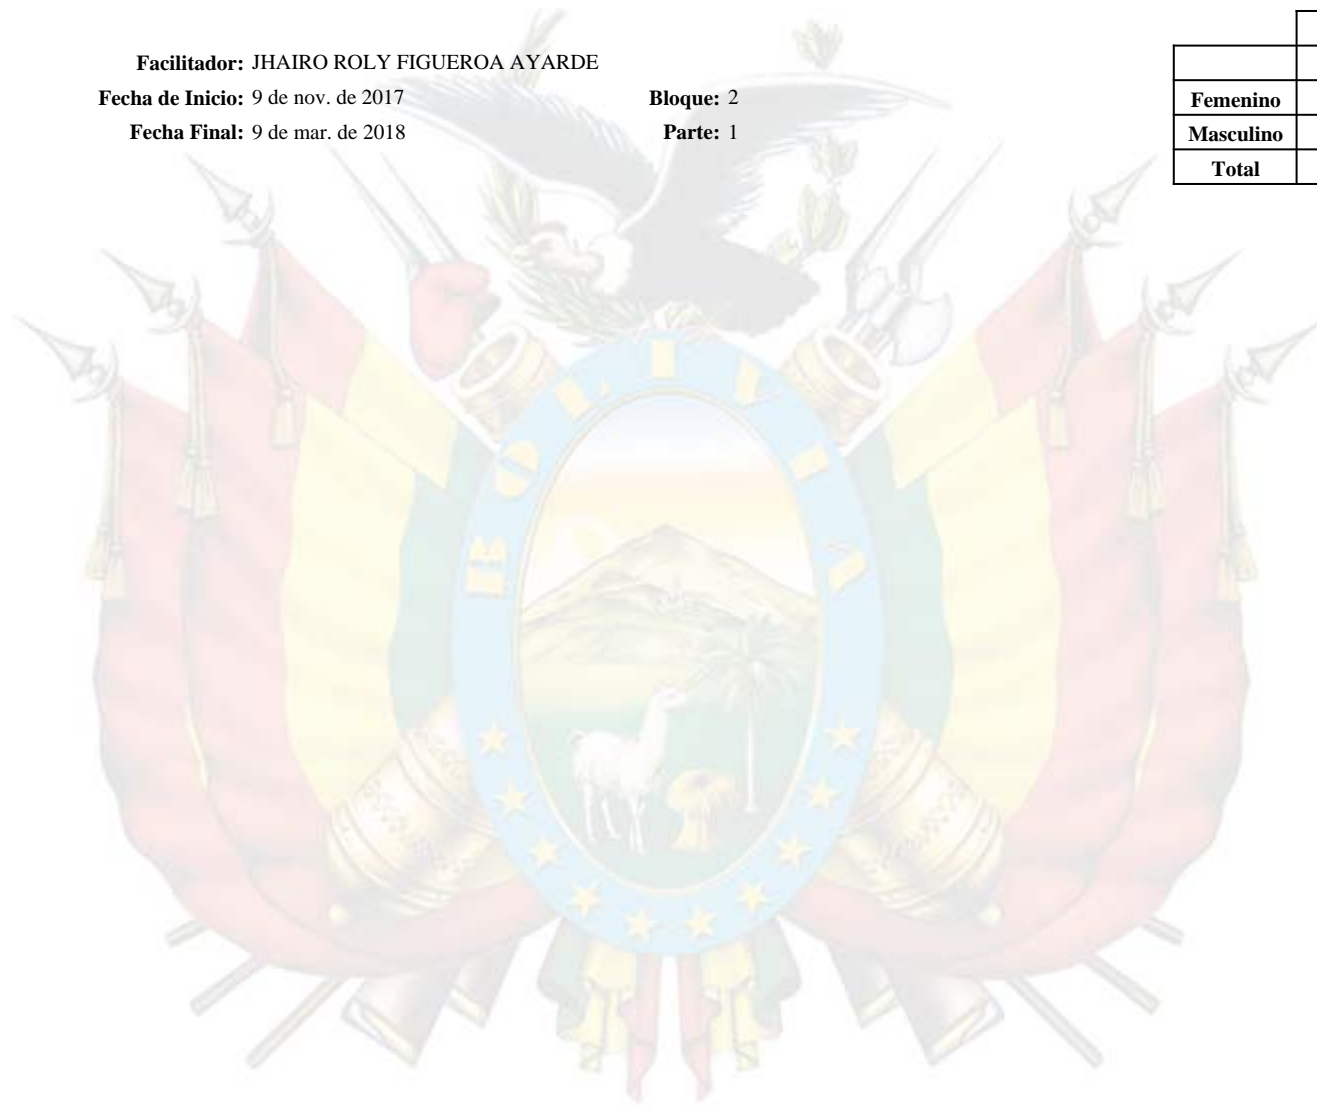 Facilitador: JHAIRO ROLY FIGUEROA AYARDE
Fecha de Inicio: 9 de nov. de 2017 Bloque: 2
Fecha Final: 9 de mar. de 2018 Parte: 1
Femenino
Masculino
Total
BOLIVIA